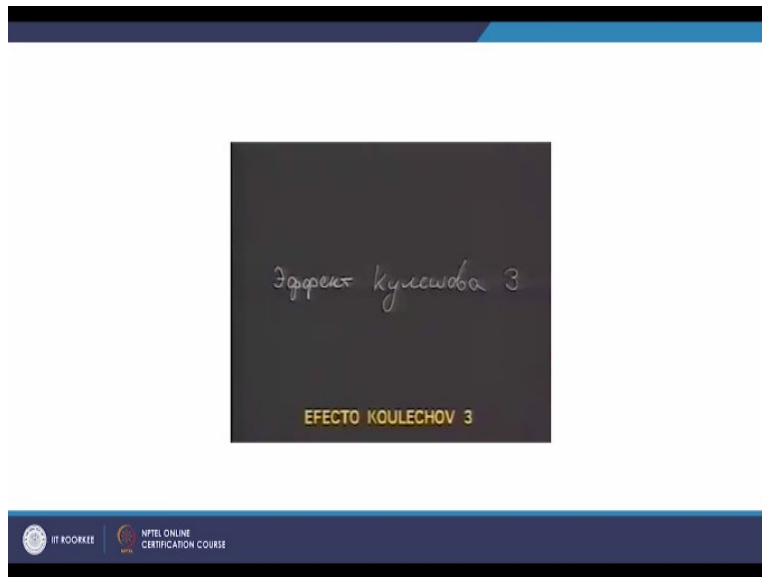 Эффект Кулешова 3
EFECTO KOULECHOV 3
IIT ROORKEE
NPTEL ONLINE
CERTIFICATION COURSE